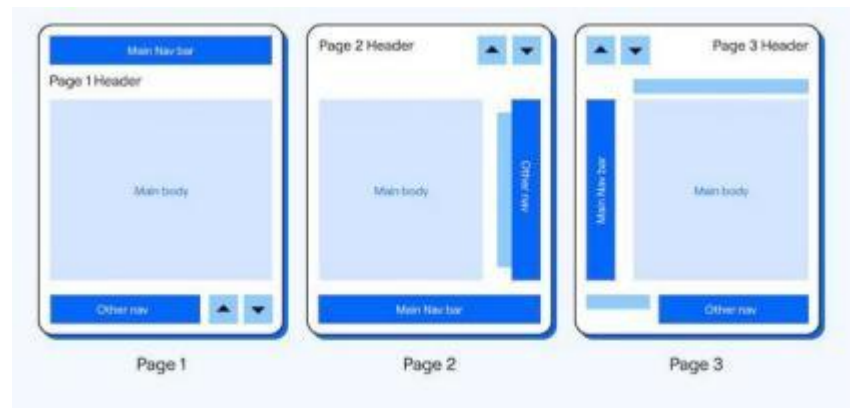 Main Nav bar
Page 1 Header
Main body
Other nav
Page 1
Page 2 Header
Main body
Other nav
Main Nav bar
Page 2
Page 3 Header
Main Nav bar
Main body
Other nav
Page 3